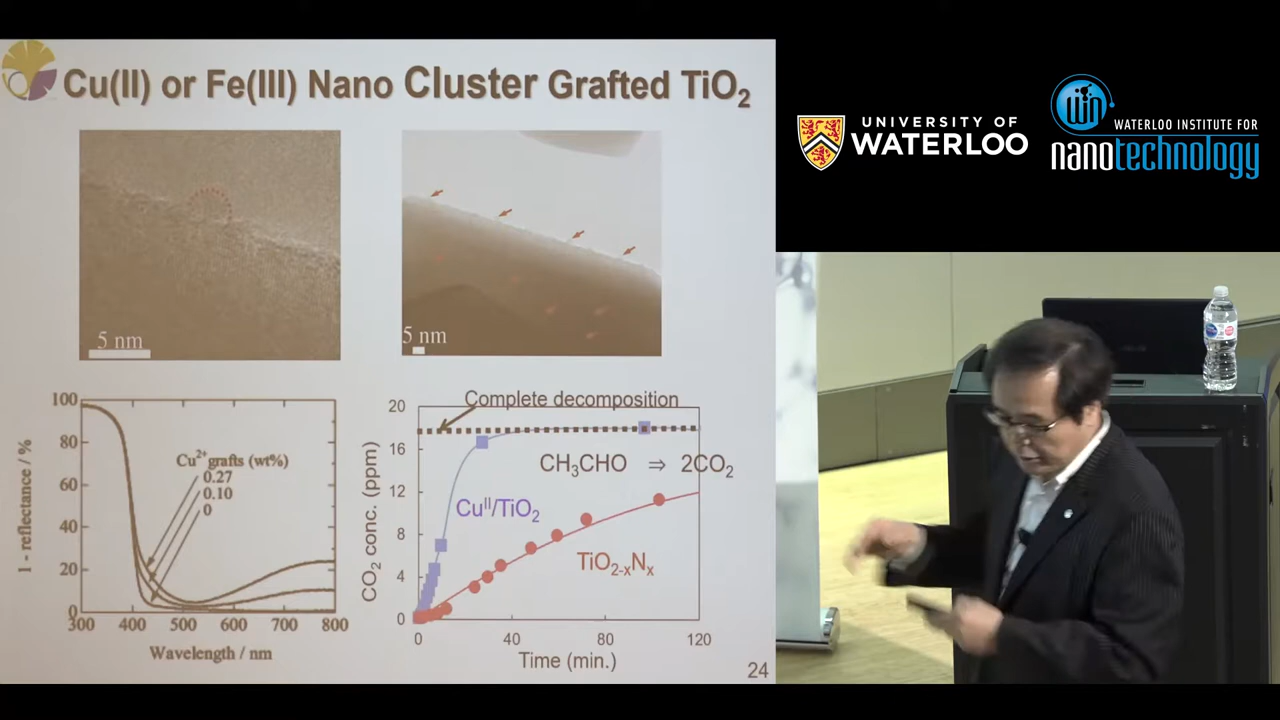 Cu(II) or Fe(III) Nano Cluster Grafted TiO₂
5 nm
5 nm
100
80
60
40
20
0
300 400 500 600 700 800
1 - reflectance / %
Wavelength / nm
Cu²⁺grafts (wt%)
0.27
0.10
0
20
16
12
8
4
0
0 40 80 120
CO₂ conc. (ppm)
Time (min.)
Complete decomposition
CH₃CHO ⇒ 2CO₂
Cuᴵᴵ/TiO₂
TiO₂₋ₓNₓ
24
UNIVERSITY OF
WATERLOO
WIN
WATERLOO INSTITUTE FOR
nanotechnology